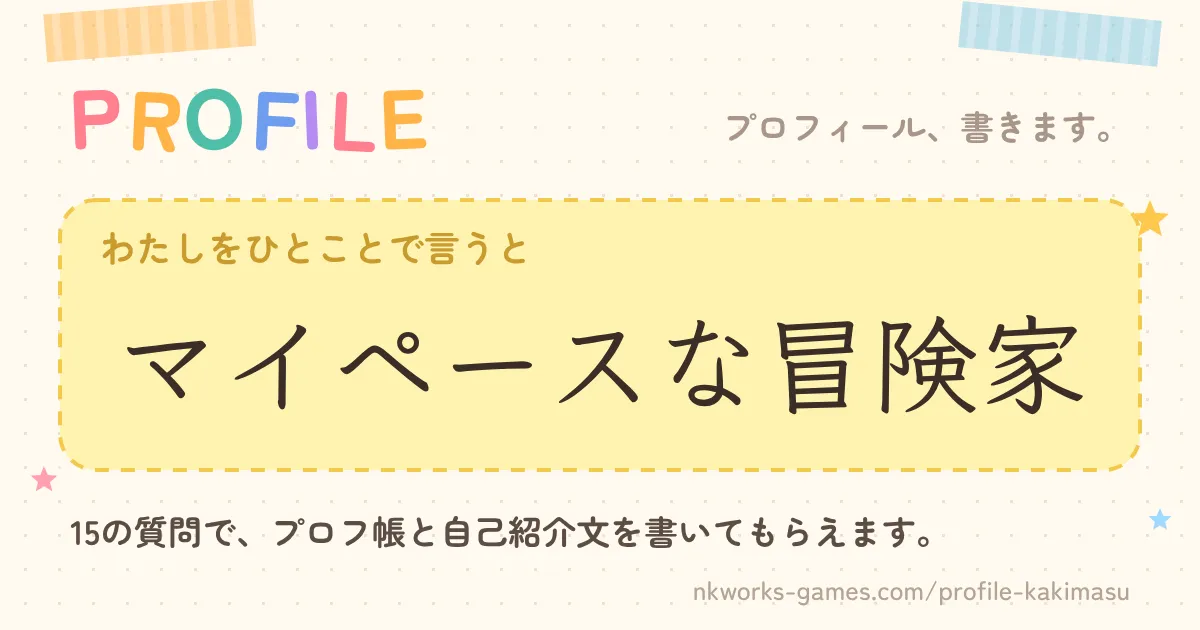 PROFILE
プロフィール、書きます。
わたしをひとことで言うと
マイペースな冒険家
15の質問で、プロフ帳と自己紹介文を書いてもらえます。
nkworks-games.com/profile-kakimasu